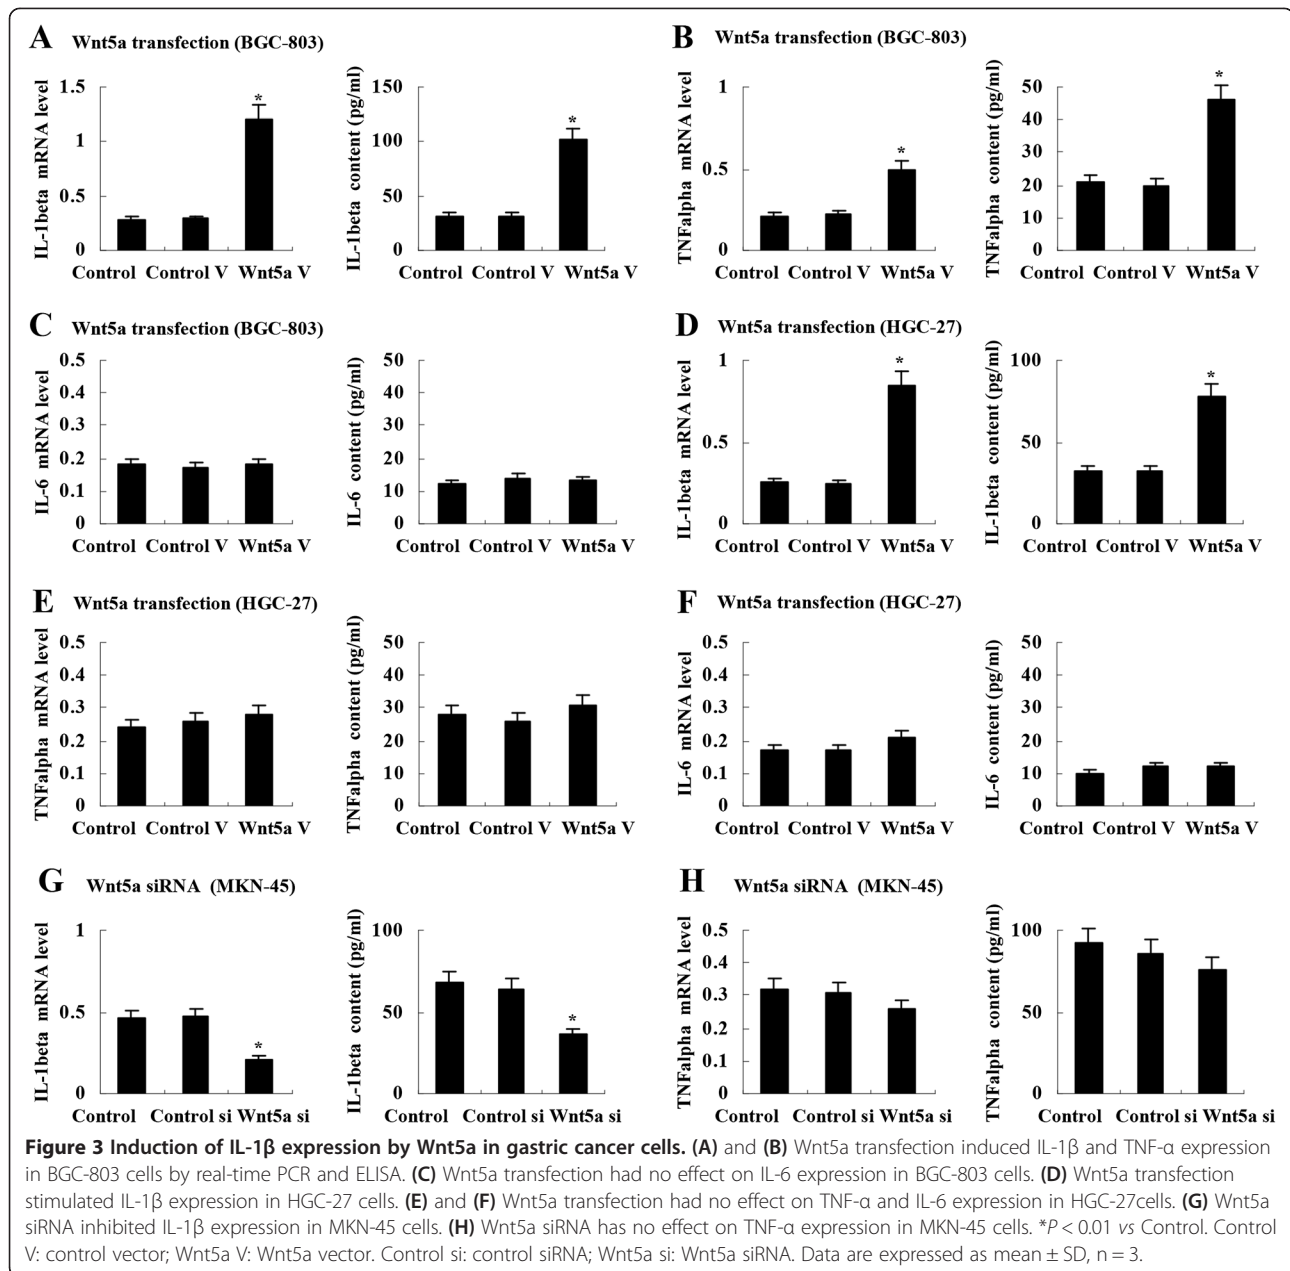 A Wnt5a transfection (BGC-803)
IL-1beta mRNA level
1.5
1
0.5
0
*
Control Control V Wnt5a V
IL-1beta content (pg/ml)
150
100
50
0
*
Control Control V Wnt5a V
B Wnt5a transfection (BGC-803)
TNFalpha mRNA level
1
0.5
0
*
Control Control V Wnt5a V
TNFalpha content (pg/ml)
50
40
30
20
10
0
*
Control Control V Wnt5a V
C Wnt5a transfection (BGC-803)
IL-6 mRNA level
0.5
0.4
0.3
0.2
0.1
0
Control Control V Wnt5a V
IL-6 content (pg/ml)
50
40
30
20
10
0
Control Control V Wnt5a V
D Wnt5a transfection (HGC-27)
IL-1beta mRNA level
1
0.5
0
*
Control Control V Wnt5a V
IL-1beta content (pg/ml)
100
50
0
*
Control Control V Wnt5a V
E Wnt5a transfection (HGC-27)
TNFalpha mRNA level
0.5
0.4
0.3
0.2
0.1
0
Control Control V Wnt5a V
TNFalpha content (pg/ml)
50
40
30
20
10
0
Control Control V Wnt5a V
F Wnt5a transfection (HGC-27)
IL-6 mRNA level
0.5
0.4
0.3
0.2
0.1
0
Control Control V Wnt5a V
IL-6 content (pg/ml)
50
40
30
20
10
0
Control Control V Wnt5a V
G Wnt5a siRNA (MKN-45)
IL-1beta mRNA level
1
0.5
0
*
Control Control si Wnt5a si
IL-1beta content (pg/ml)
100
50
0
*
Control Control si Wnt5a si
H Wnt5a siRNA (MKN-45)
TNFalpha mRNA level
0.5
0.4
0.3
0.2
0.1
0
Control Control si Wnt5a si
TNFalpha content (pg/ml)
100
50
0
Control Control si Wnt5a si
Figure 3 Induction of IL-1β expression by Wnt5a in gastric cancer cells. (A) and (B) Wnt5a transfection induced IL-1β and TNF-α expression
in BGC-803 cells by real-time PCR and ELISA. (C) Wnt5a transfection had no effect on IL-6 expression in BGC-803 cells. (D) Wnt5a transfection
stimulated IL-1β expression in HGC-27 cells. (E) and (F) Wnt5a transfection had no effect on TNF-α and IL-6 expression in HGC-27cells. (G) Wnt5a
siRNA inhibited IL-1β expression in MKN-45 cells. (H) Wnt5a siRNA has no effect on TNF-α expression in MKN-45 cells. *P < 0.01 vs Control. Control
V: control vector; Wnt5a V: Wnt5a vector. Control si: control siRNA; Wnt5a si: Wnt5a siRNA. Data are expressed as mean ± SD, n = 3.